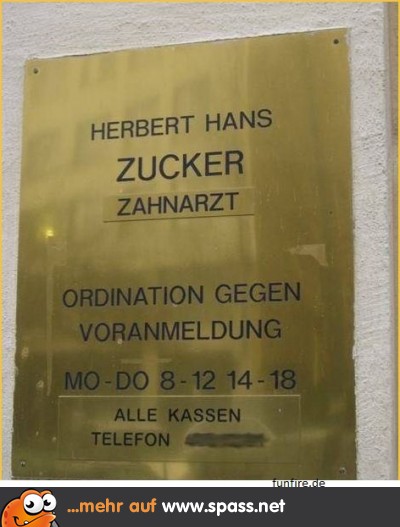 HERBERT HANS
ZUCKER
ZAHNARZT
ORDINATION GEGEN
VORANMELDUNG
MO-DO 8-12 14-18
ALLE KASSEN
TELEFON
funfire.de
...mehr auf www.spass.net